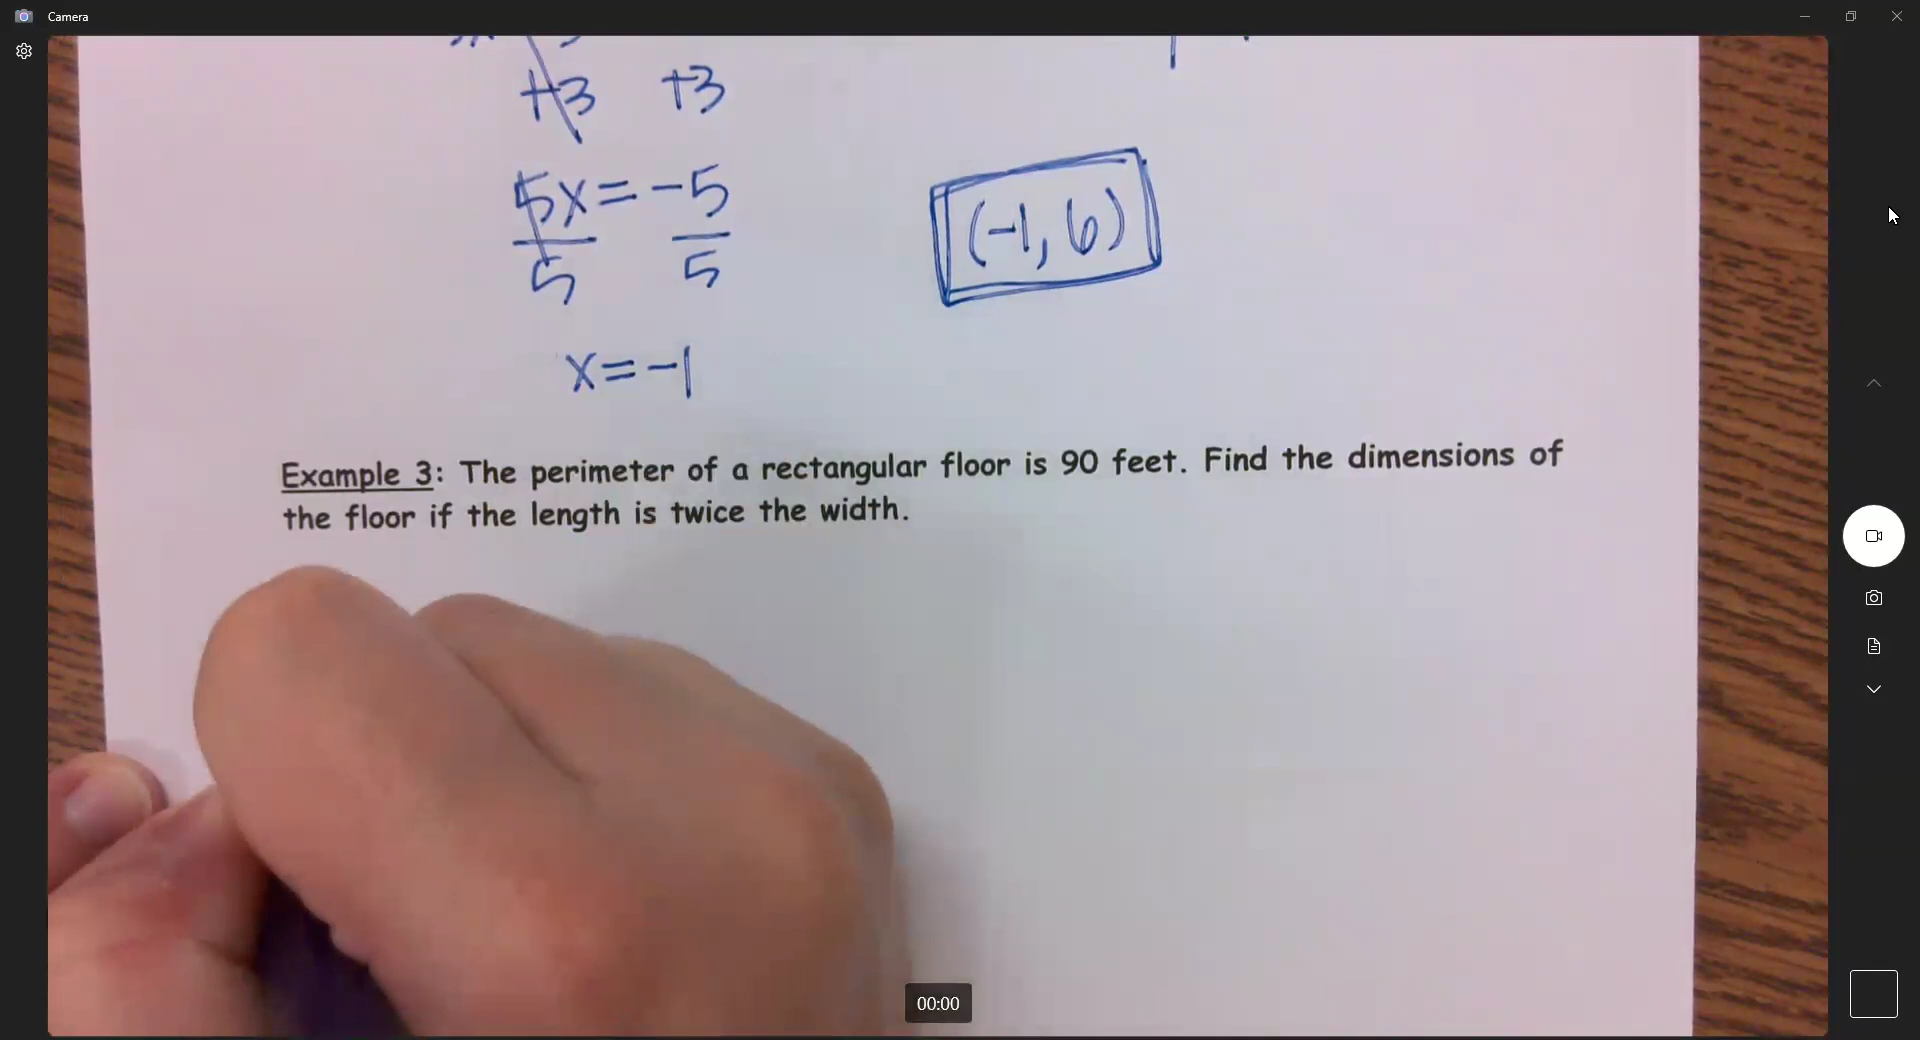 Camera
+3 +3
5x = -5
5 5
(-1, 6)
x = -1
Example 3: The perimeter of a rectangular floor is 90 feet. Find the dimensions of
the floor if the length is twice the width.
00:00